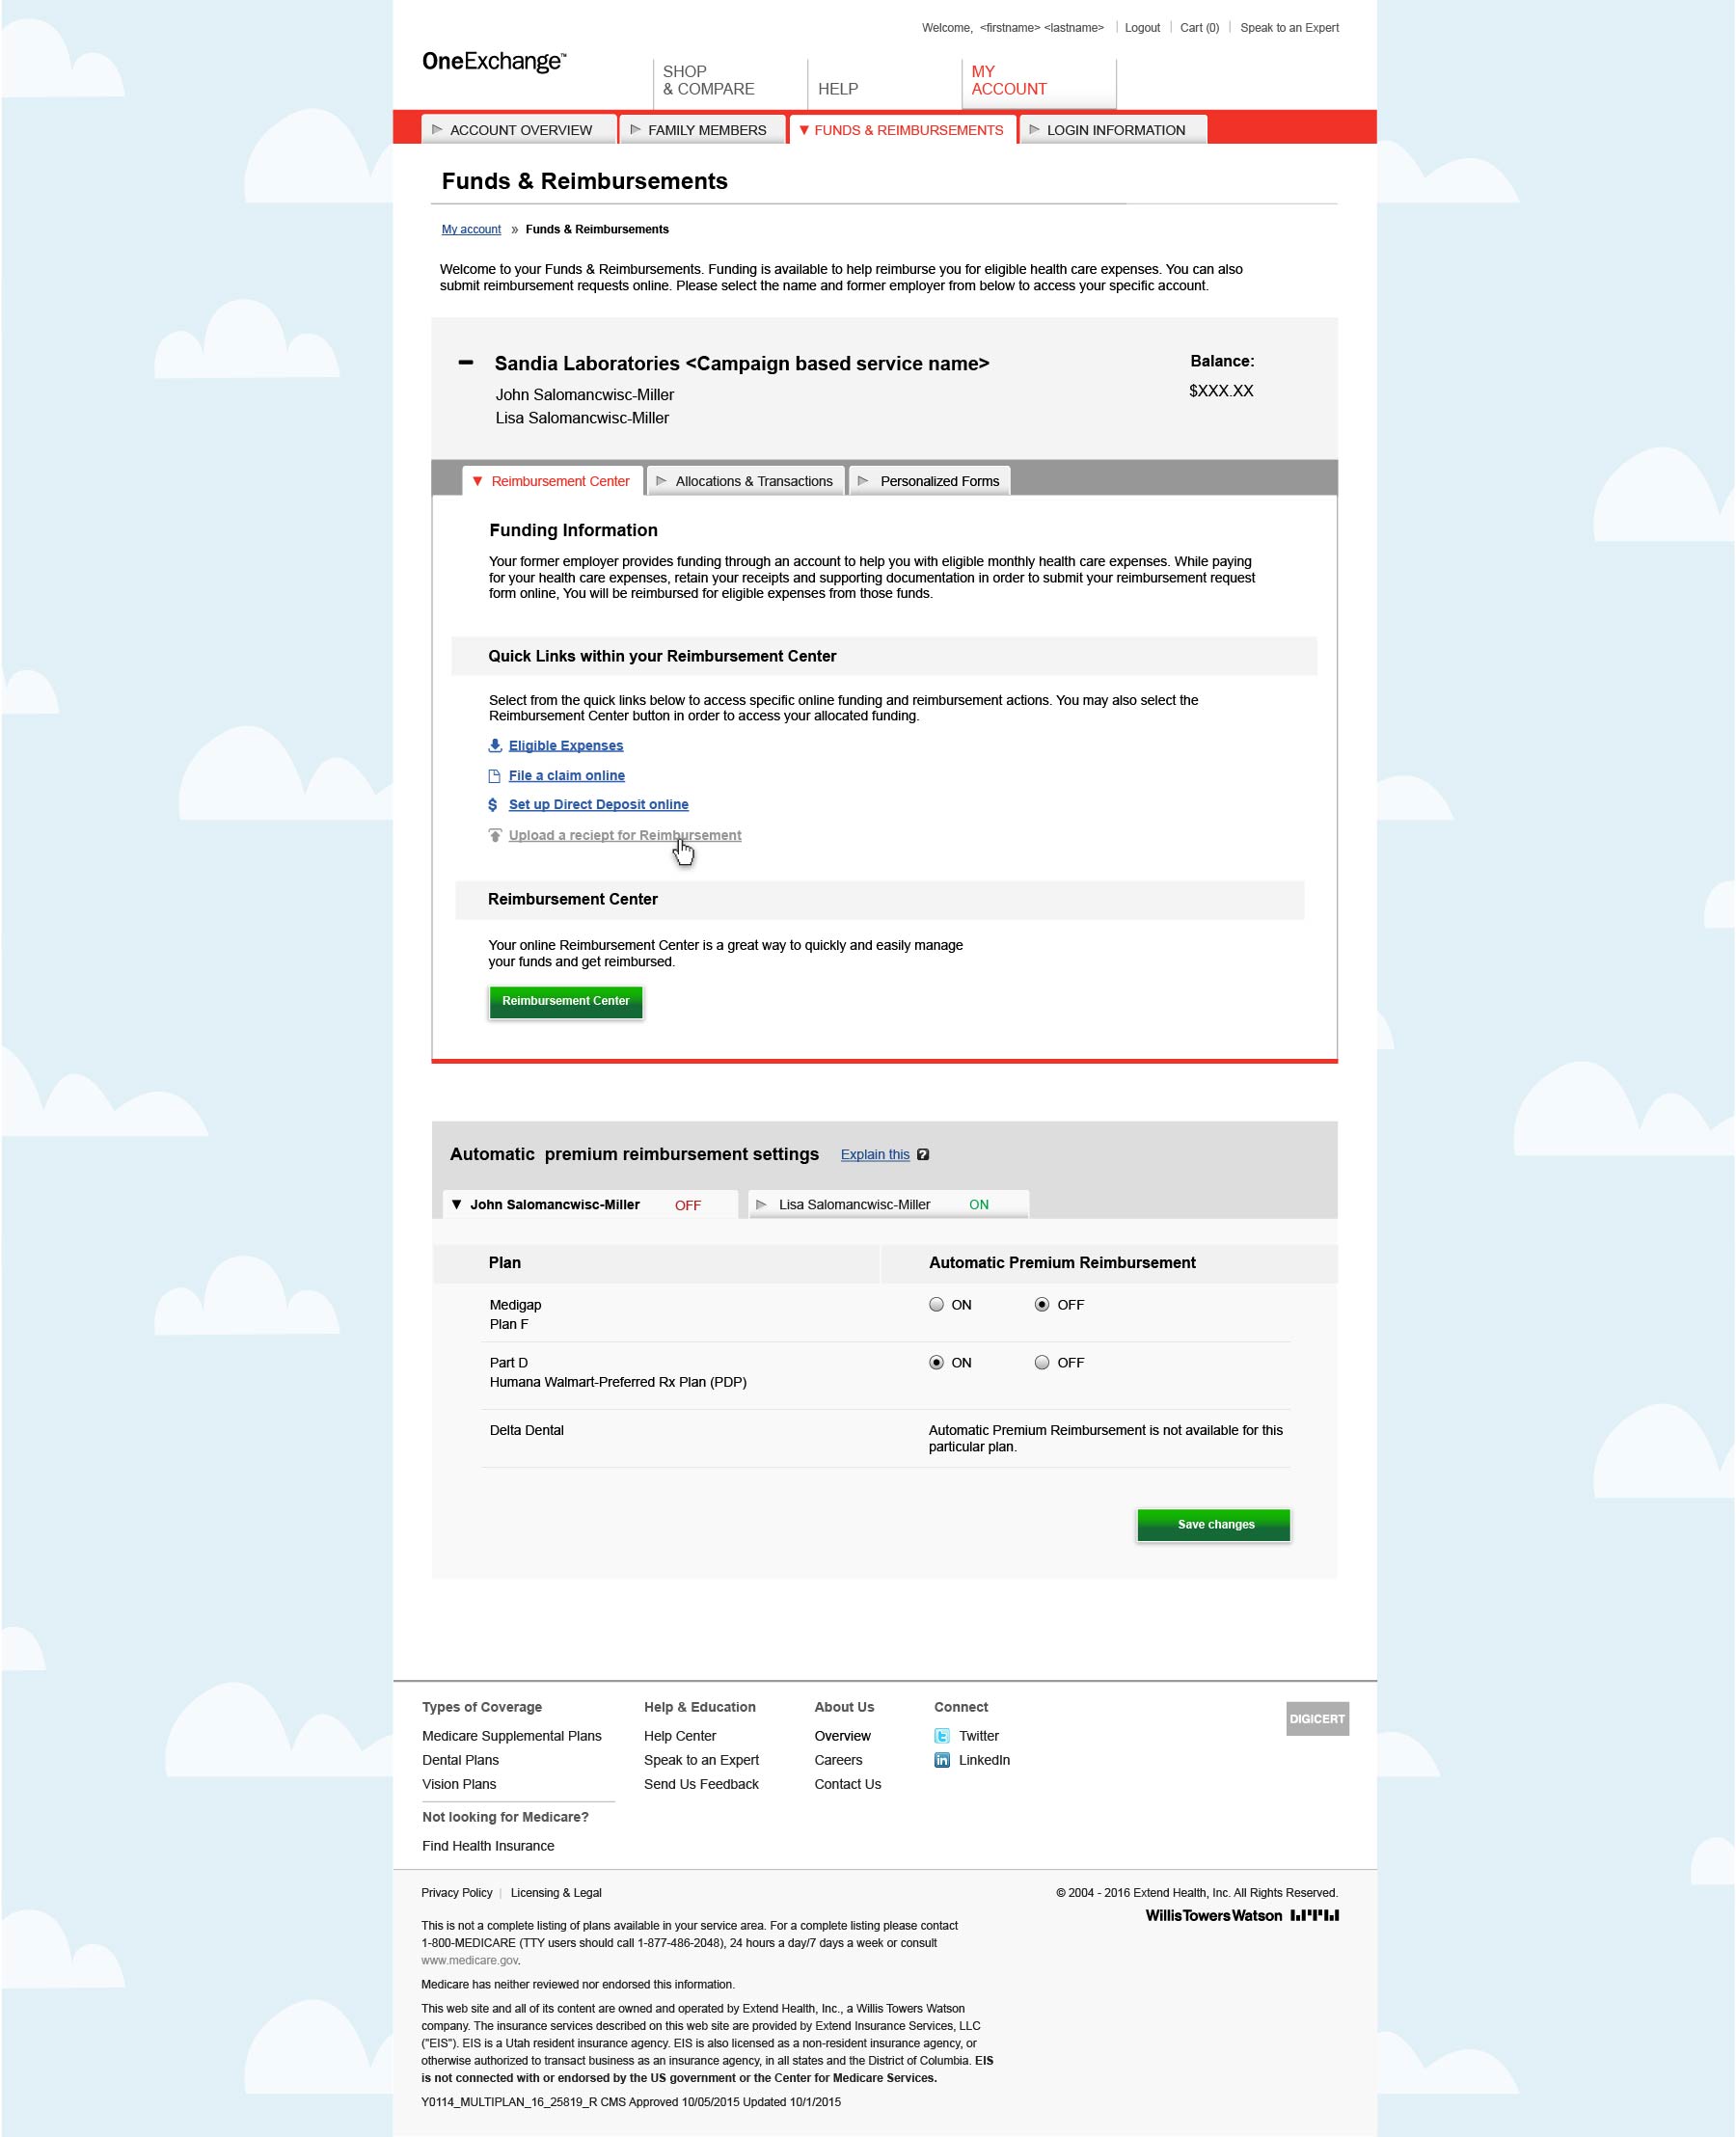 Welcome, <firstname> <lastname> | Logout | Cart (0) | Speak to an Expert
OneExchange™
SHOP
& COMPARE
HELP
MY
ACCOUNT
ACCOUNT OVERVIEW
FAMILY MEMBERS
FUNDS & REIMBURSEMENTS
LOGIN INFORMATION
Funds & Reimbursements
My account » Funds & Reimbursements
Welcome to your Funds & Reimbursements. Funding is available to help reimburse you for eligible health care expenses. You can also
submit reimbursement requests online. Please select the name and former employer from below to access your specific account.
Sandia Laboratories <Campaign based service name>
John Salomancwisc-Miller
Lisa Salomancwisc-Miller
Balance:
$XXX.XX
Reimbursement Center
Allocations & Transactions
Personalized Forms
Funding Information
Your former employer provides funding through an account to help you with eligible monthly health care expenses. While paying
for your health care expenses, retain your receipts and supporting documentation in order to submit your reimbursement request
form online, You will be reimbursed for eligible expenses from those funds.
Quick Links within your Reimbursement Center
Select from the quick links below to access specific online funding and reimbursement actions. You may also select the
Reimbursement Center button in order to access your allocated funding.
Eligible Expenses
File a claim online
$ Set up Direct Deposit online
Upload a reciept for Reimbursement
Reimbursement Center
Your online Reimbursement Center is a great way to quickly and easily manage
your funds and get reimbursed.
Reimbursement Center
Automatic premium reimbursement settings
Explain this ?
John Salomancwisc-Miller OFF
Lisa Salomancwisc-Miller ON
Plan
Automatic Premium Reimbursement
Medigap
Plan F
ON OFF
Part D
Humana Walmart-Preferred Rx Plan (PDP)
ON OFF
Delta Dental
Automatic Premium Reimbursement is not available for this
particular plan.
Save changes
Types of Coverage
Medicare Supplemental Plans
Dental Plans
Vision Plans
Not looking for Medicare?
Find Health Insurance
Help & Education
Help Center
Speak to an Expert
Send Us Feedback
About Us
Overview
Careers
Contact Us
Connect
t Twitter
in LinkedIn
DIGICERT
Privacy Policy | Licensing & Legal
© 2004 - 2016 Extend Health, Inc. All Rights Reserved.
Willis Towers Watson
This is not a complete listing of plans available in your service area. For a complete listing please contact
1-800-MEDICARE (TTY users should call 1-877-486-2048), 24 hours a day/7 days a week or consult
www.medicare.gov.
Medicare has neither reviewed nor endorsed this information.
This web site and all of its content are owned and operated by Extend Health, Inc., a Willis Towers Watson
company. The insurance services described on this web site are provided by Extend Insurance Services, LLC
("EIS"). EIS is a Utah resident insurance agency. EIS is also licensed as a non-resident insurance agency, or
otherwise authorized to transact business as an insurance agency, in all states and the District of Columbia. EIS
is not connected with or endorsed by the US government or the Center for Medicare Services.
Y0114_MULTIPLAN_16_25819_R CMS Approved 10/05/2015 Updated 10/1/2015